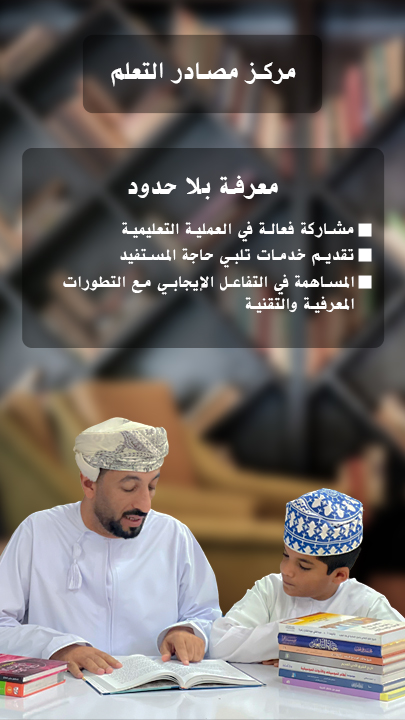 مركز مصادر التعلم
معرفة بلا حدود
مشاركة فعالة في العملية التعليمية
تقديم خدمات تلبي حاجة المستفيد
المساهمة في التفاعل الإيجابي مع التطورات
المعرفية والتقنية